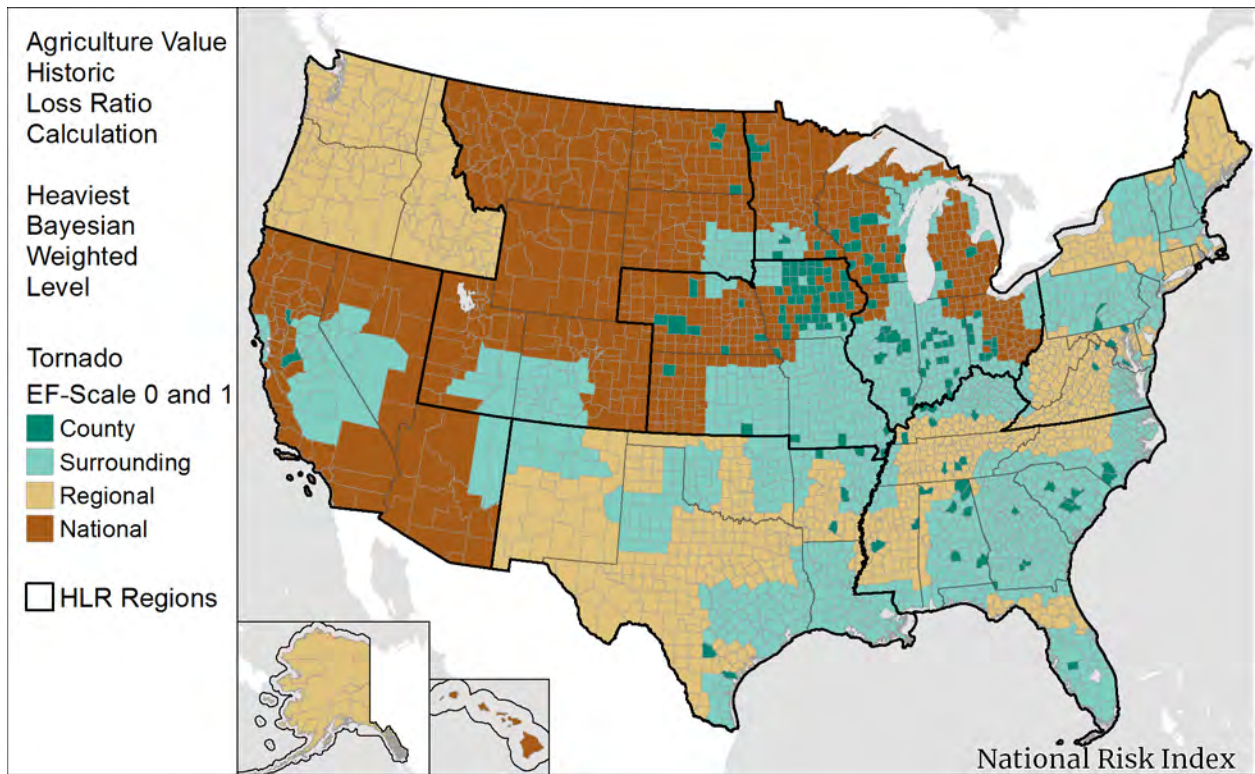 Agriculture Value
Historic
Loss Ratio
Calculation
Heaviest
Bayesian
Weighted
Level
Tornado
EF-Scale 0 and 1
County
Surrounding
Regional
National
HLR Regions
National Risk Index